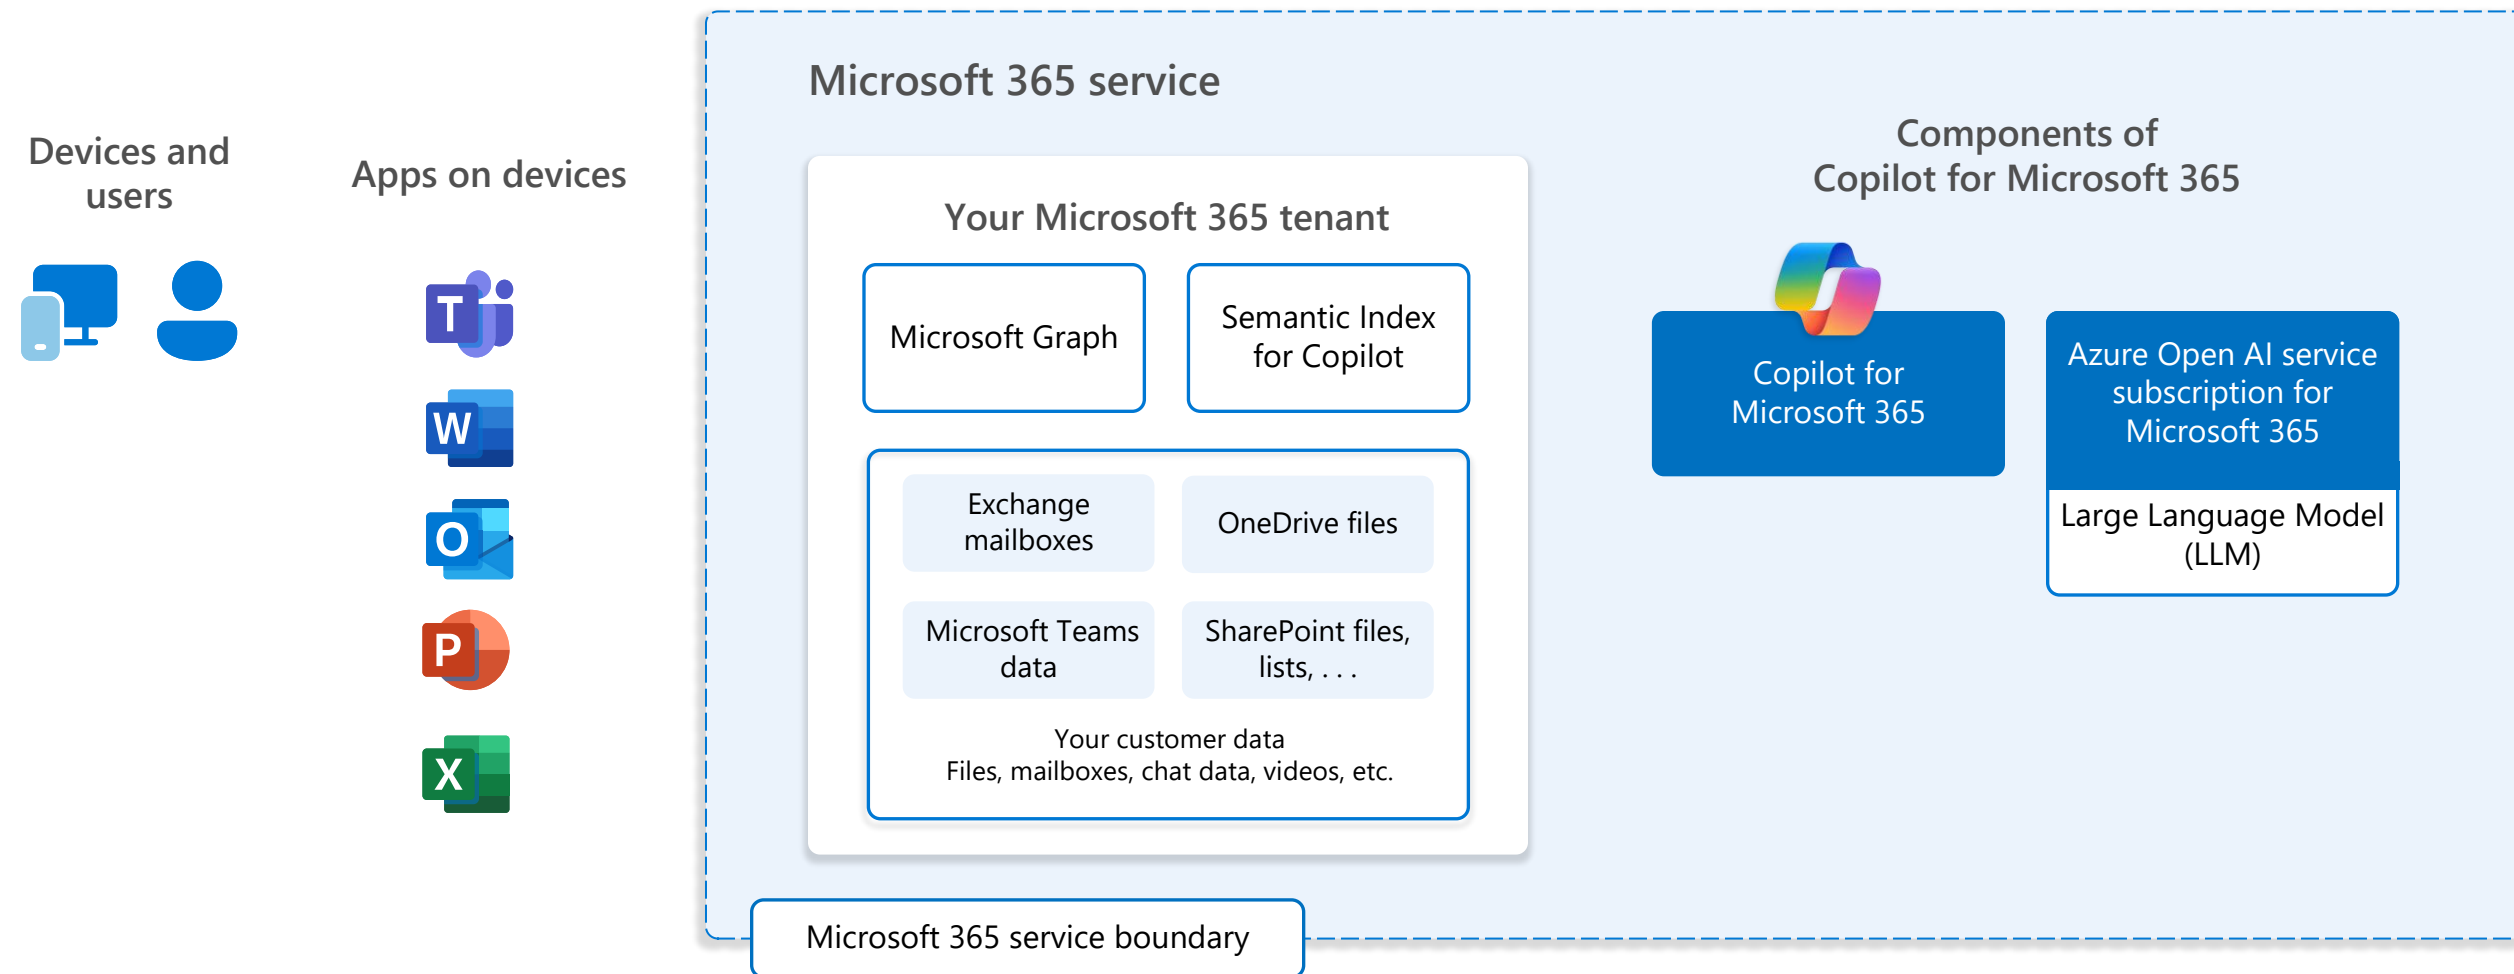 Devices and
users
Apps on devices
T
W
O
P
X
Microsoft 365 service
Your Microsoft 365 tenant
Microsoft Graph
Semantic Index
for Copilot
Exchange
mailboxes
OneDrive files
Microsoft Teams
data
SharePoint files,
lists, . . .
Your customer data
Files, mailboxes, chat data, videos, etc.
Components of
Copilot for Microsoft 365
Copilot for
Microsoft 365
Azure Open AI service
subscription for
Microsoft 365
Large Language Model
(LLM)
Microsoft 365 service boundary